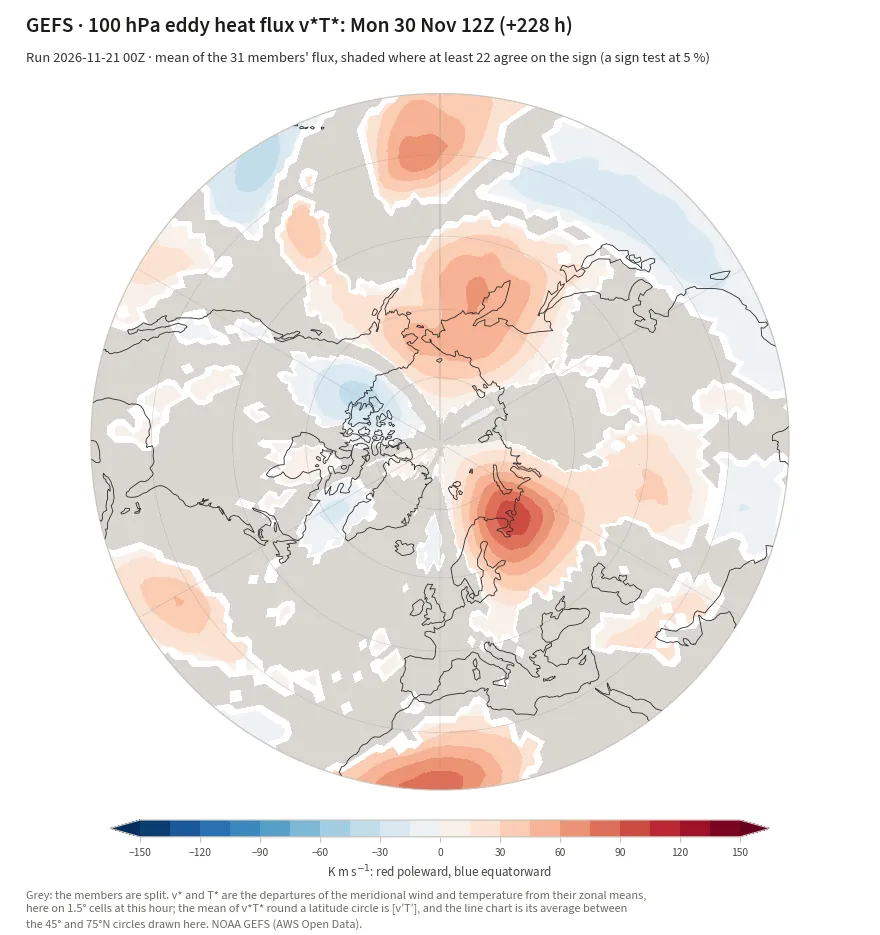 GEFS · 100 hPa eddy heat flux v*T*: Mon 30 Nov 12Z (+228 h)
Run 2026-11-21 00Z · mean of the 31 members' flux, shaded where at least 22 agree on the sign (a sign test at 5 %)
−150 −120 −90 −60 −30 0 30 60 90 120 150
K m s⁻¹: red poleward, blue equatorward
Grey: the members are split. v* and T* are the departures of the meridional wind and temperature from their zonal means,
here on 1.5° cells at this hour; the mean of v*T* round a latitude circle is [v'T'], and the line chart is its average between
the 45° and 75°N circles drawn here. NOAA GEFS (AWS Open Data).